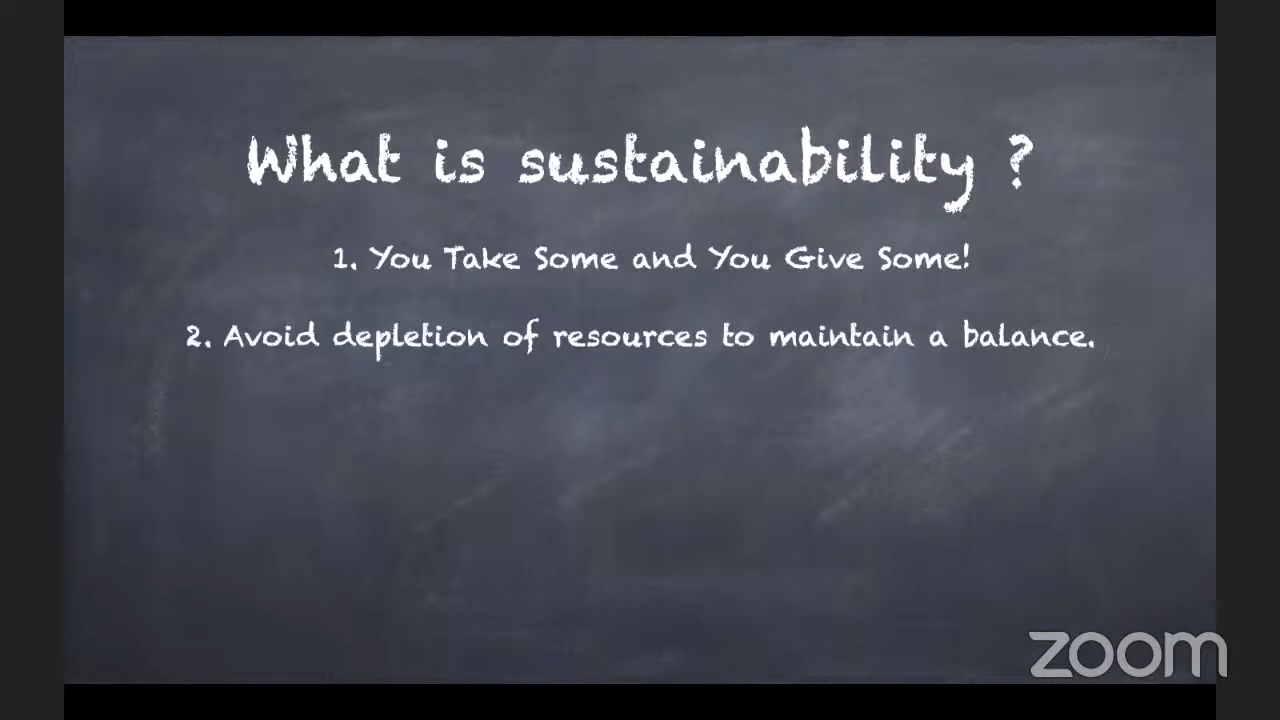 What is sustainability ?
1. You Take Some and You Give Some!
2. Avoid depletion of resources to maintain a balance.
zoom